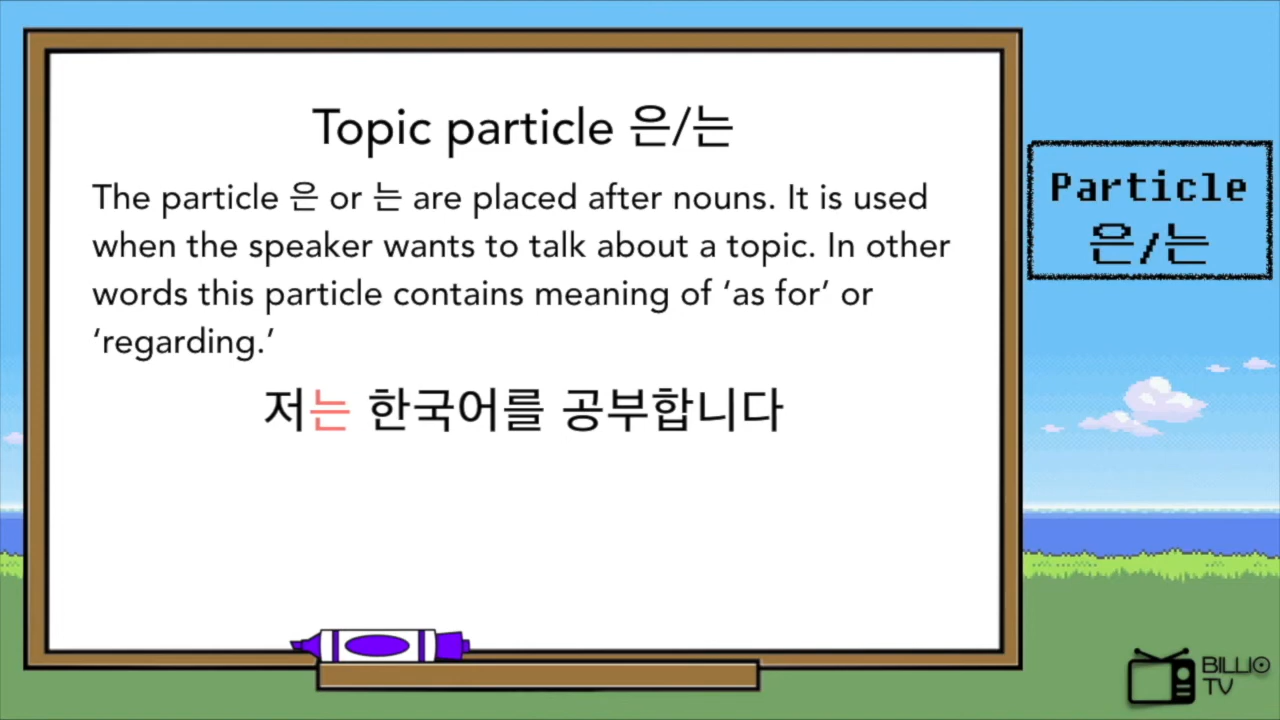 Topic particle 은/는
The particle 은 or 는 are placed after nouns. It is used
when the speaker wants to talk about a topic. In other
words this particle contains meaning of ‘as for’ or
‘regarding.’
저는 한국어를 공부합니다
Particle
은/는
BILLIO
TV